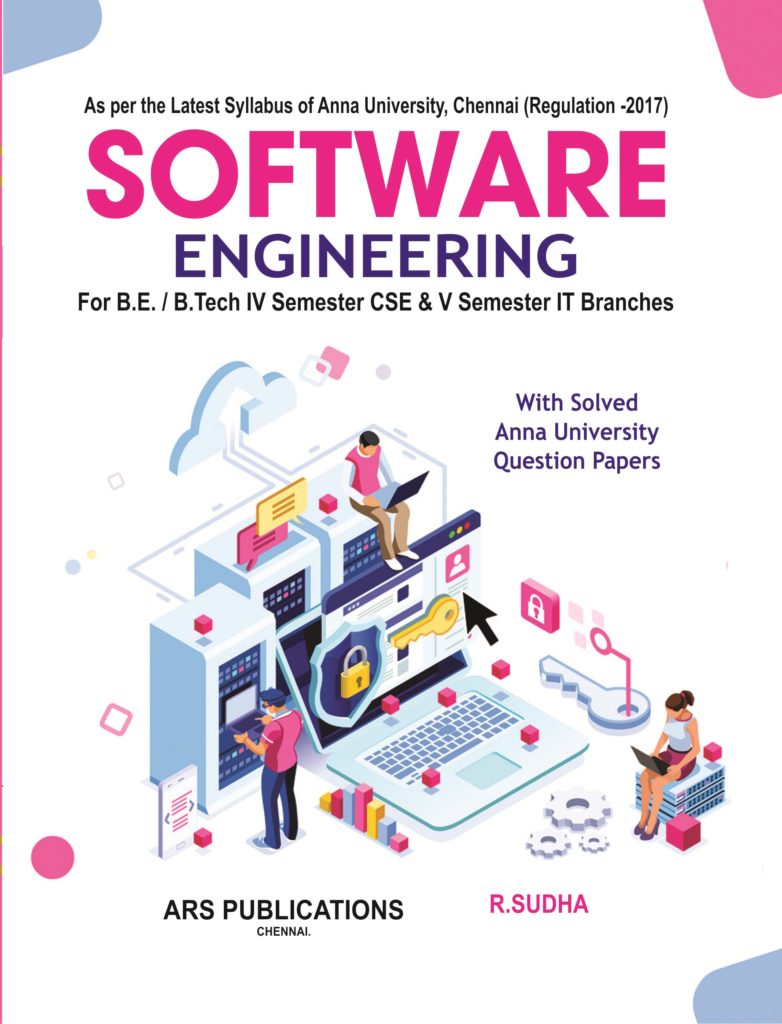 As per the Latest Syllabus of Anna University, Chennai (Regulation -2017)
SOFTWARE
ENGINEERING
For B.E. / B.Tech IV Semester CSE & V Semester IT Branches
With Solved
Anna University
Question Papers
ARS PUBLICATIONS
CHENNAI.
R.SUDHA